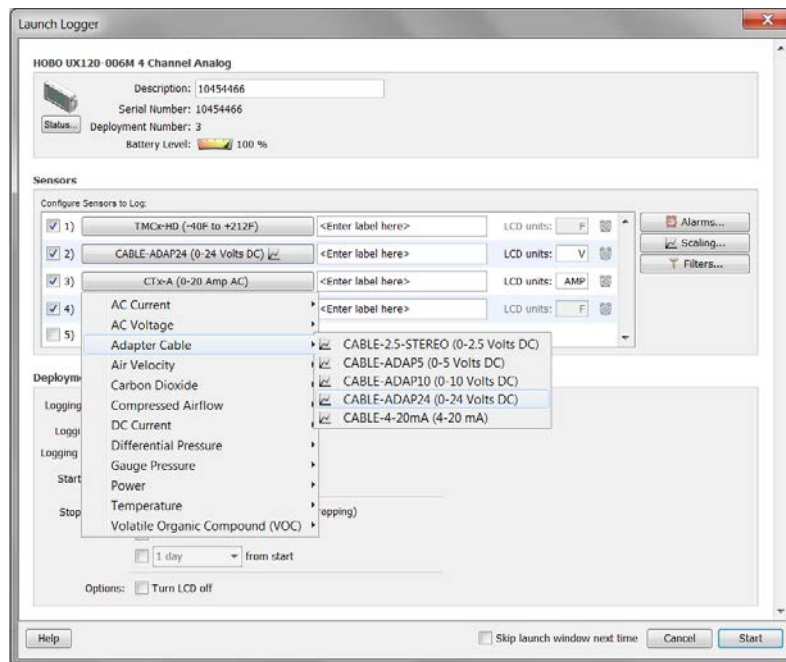 Launch Logger
HOBO UX120-006M 4 Channel Analog
Description: 10454466
Serial Number: 10454466
Status... Deployment Number: 3
Battery Level: 100 %
Sensors
Configure Sensors to Log:
1) TMCx-HD (-40F to +212F) <Enter label here> LCD units: F Alarms...
2) CABLE-ADAP24 (0-24 Volts DC) <Enter label here> LCD units: V Scaling...
3) CTx-A (0-20 Amp AC) <Enter label here> LCD units: AMP Filters...
4) <Enter label here> LCD units: F
5)
AC Current
AC Voltage
Adapter Cable
Air Velocity
Carbon Dioxide
Compressed Airflow
DC Current
Differential Pressure
Gauge Pressure
Power
Temperature
Volatile Organic Compound (VOC)
CABLE-2.5-STEREO (0-2.5 Volts DC)
CABLE-ADAP5 (0-5 Volts DC)
CABLE-ADAP10 (0-10 Volts DC)
CABLE-ADAP24 (0-24 Volts DC)
CABLE-4-20mA (4-20 mA)
Deploym
Logging
Loggi
Logging
Start
Stop apping)
1 day from start
Options: Turn LCD off
Help Skip launch window next time Cancel Start